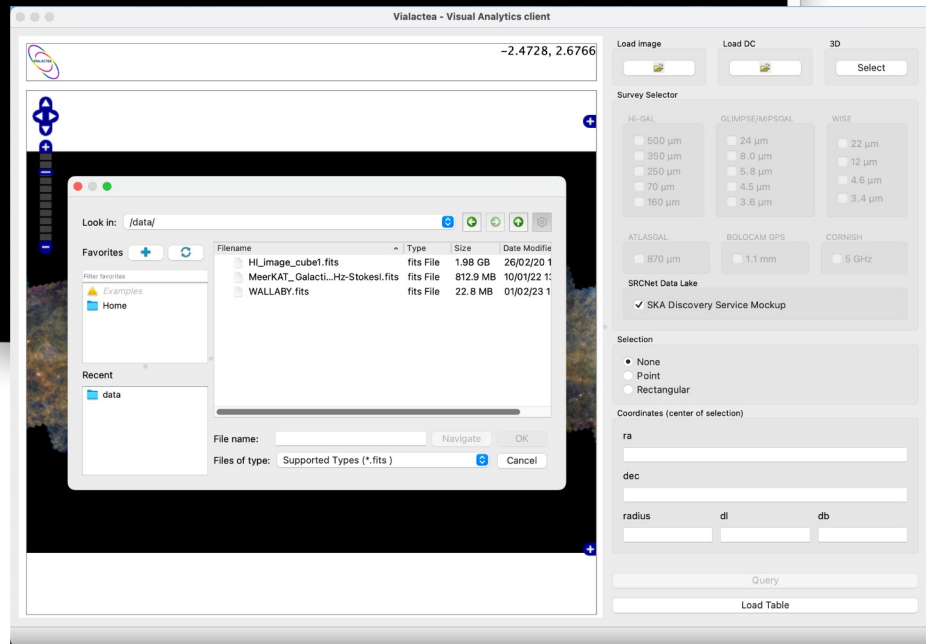 Vialactea - Visual Analytics client
VIALACTEA
-2.4728, 2.6766
Load image Load DC 3D
Select
Survey Selector
HI-GAL GLIMPSE/MIPSGAL WISE
500 µm 24 µm 22 µm
350 µm 8.0 µm 12 µm
250 µm 5.8 µm 4.6 µm
70 µm 4.5 µm 3.4 µm
160 µm 3.6 µm
ATLASGAL BOLOCAM GPS CORNISH
870 µm 1.1 mm 5 GHz
SRCNet Data Lake
SKA Discovery Service Mockup
Selection
None
Point
Rectangular
Coordinates (center of selection)
ra
dec
radius dl db
Query
Load Table
Look in: /data/
Favorites
Filter favorites
Examples
Home
Recent
data
Filename Type Size Date Modifie
HI_image_cube1.fits fits File 1.98 GB 26/02/20 1
MeerKAT_Galacti...Hz-StokesI.fits fits File 812.9 MB 10/01/22 1
WALLABY.fits fits File 22.8 MB 01/02/23 1
File name: Navigate OK
Files of type: Supported Types (*.fits ) Cancel